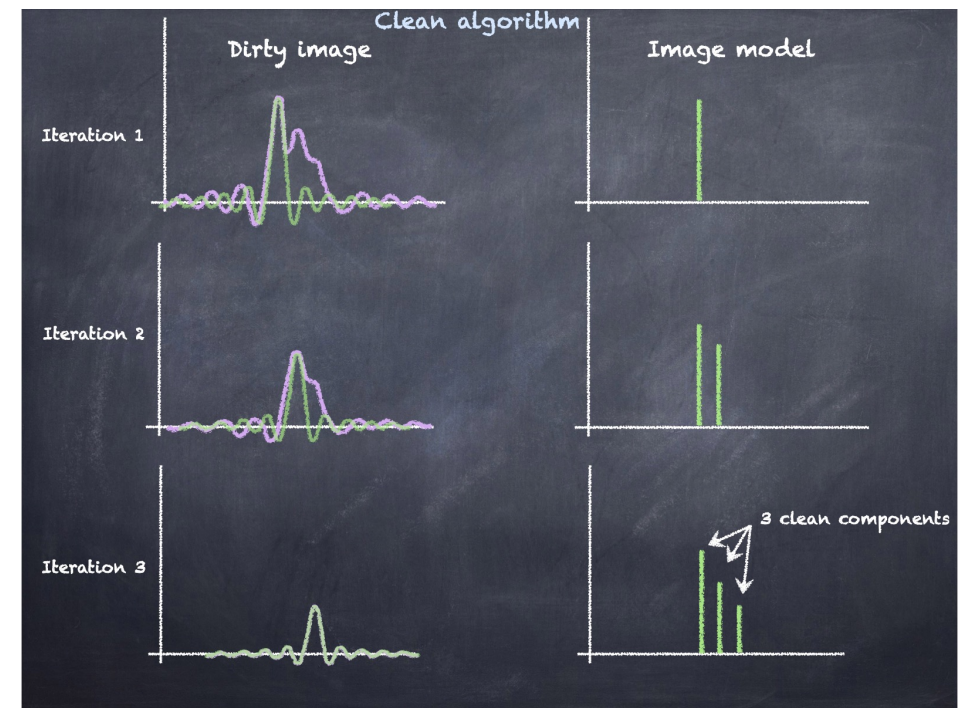 Clean algorithm
Dirty image
Image model
Iteration 1
Iteration 2
3 clean components
Iteration 3